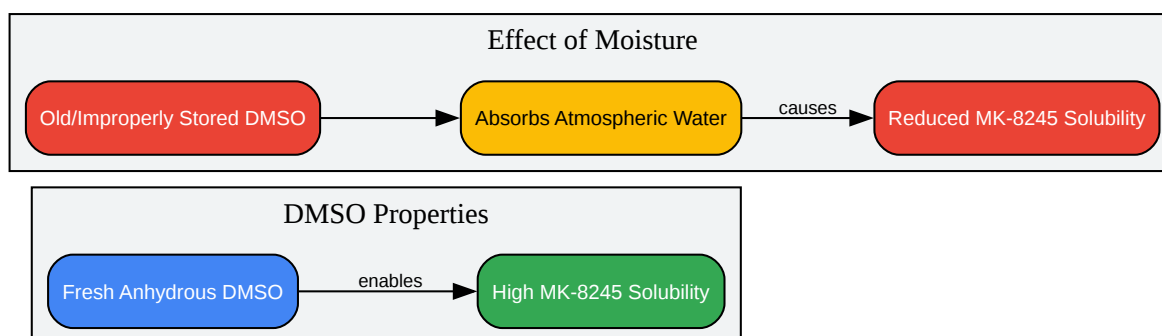 Effect of Moisture
Old/Improperly Stored DMSO
Absorbs Atmospheric Water
causes
Reduced MK-8245 Solubility
DMSO Properties
Fresh Anhydrous DMSO
enables
High MK-8245 Solubility